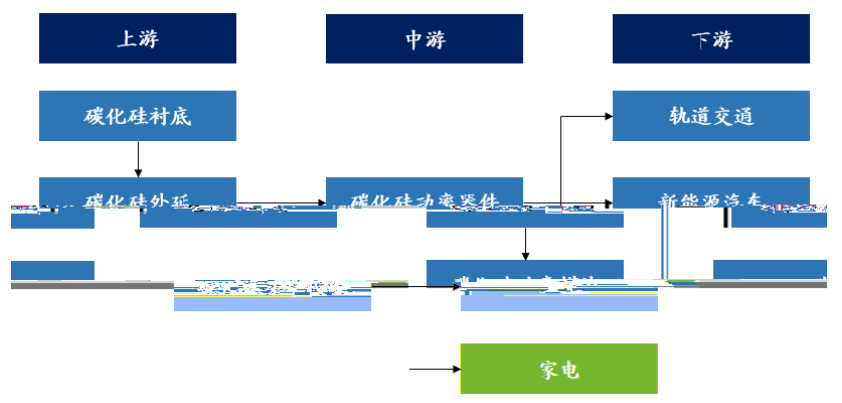 上游
中游
下游
碳化硅衬底
轨道交通
碳化硅外延
碳化硅功率器件
新能源汽车
家电